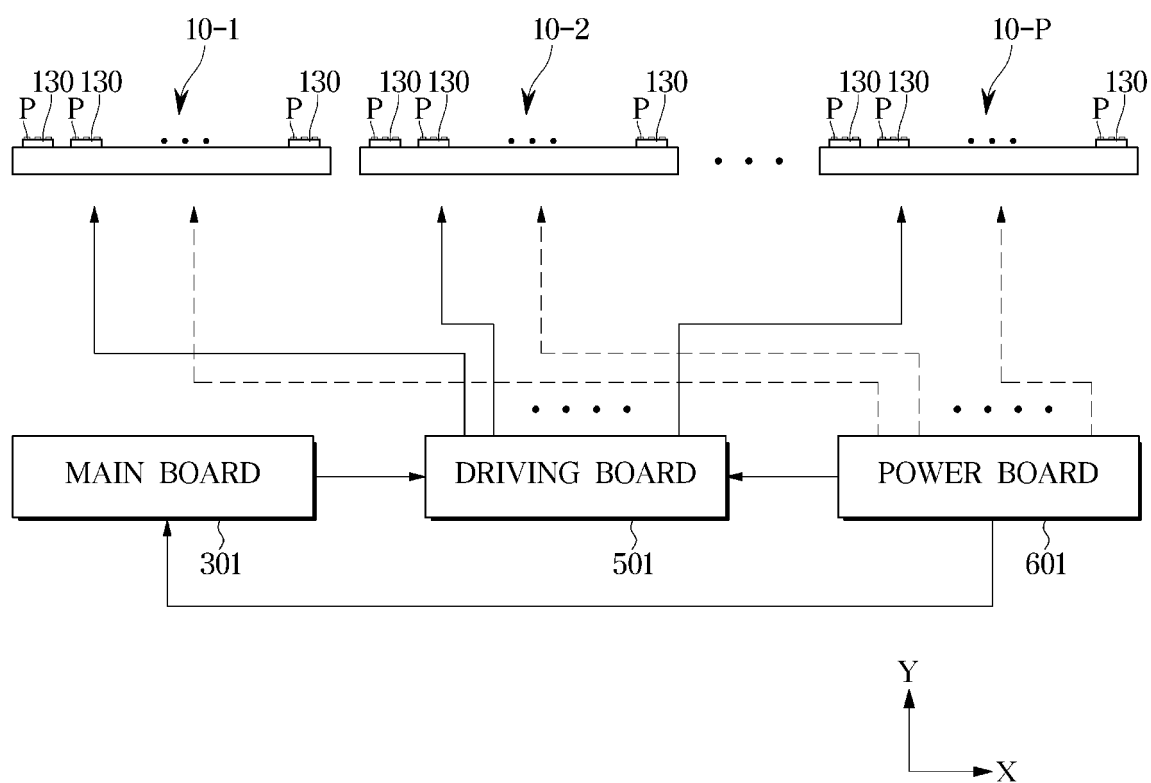 10-1 10-2 10-P
130 130 130 130 130 130 130 130 130
P P P P P P P P P
MAIN BOARD DRIVING BOARD POWER BOARD
301 501 601
Y
X